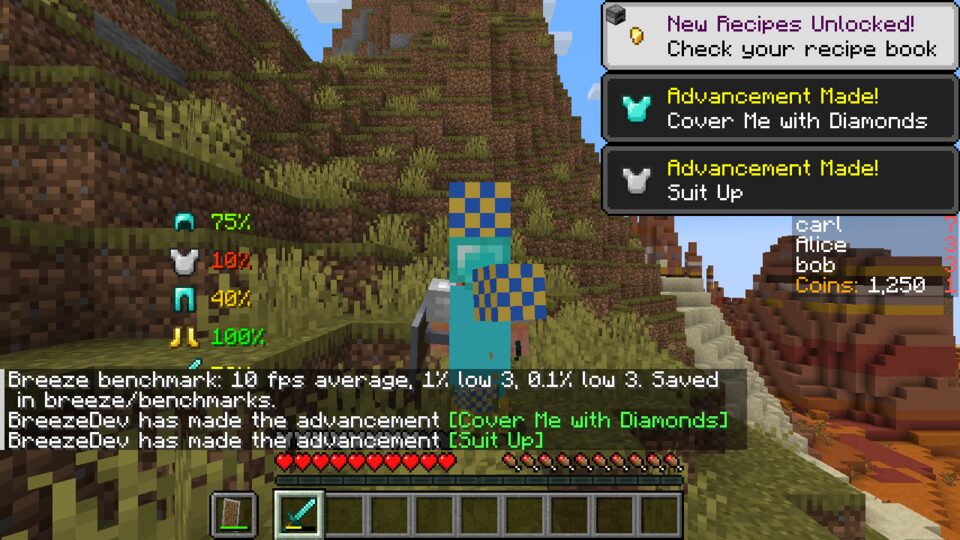 New Recipes Unlocked!
Check your recipe book
Advancement Made!
Cover Me with Diamonds
Advancement Made!
Suit Up
carl 7
Alice 3
bob
Coins: 1,250 1
75%
10%
40%
100%
Breeze benchmark: 10 fps average, 1% low 3, 0.1% low 3. Saved
in breeze/benchmarks.
BreezeDev has made the advancement [Cover Me with Diamonds]
BreezeDev has made the advancement [Suit Up]